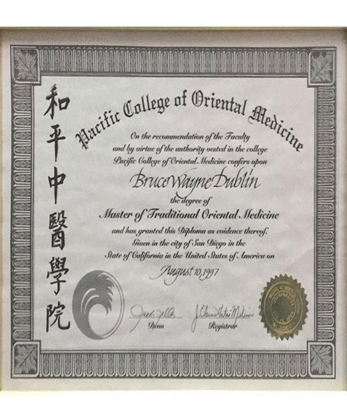 和平中醫學院
Pacific College of Oriental Medicine
On the recommendation of the Faculty
and by virtue of the authority vested in the college
Pacific College of Oriental Medicine confers upon
Bruce Wayne Dublin
the degree of
Master of Traditional Oriental Medicine
and has granted this Diploma as evidence thereof.
Given in the city of San Diego in the
State of California in the United States of America on
August 10, 1997
Dean
Registrar